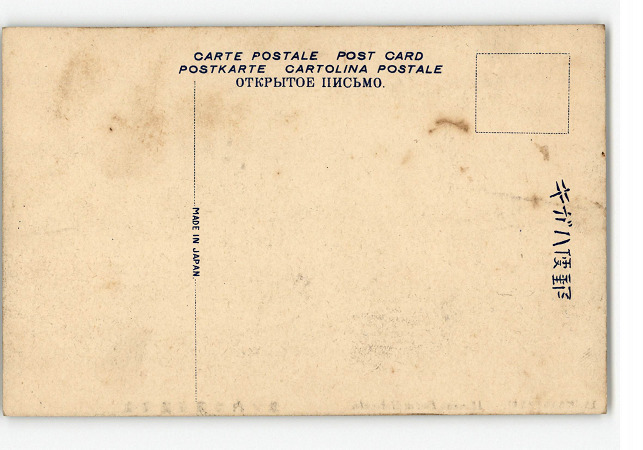 CARTE POSTALE POST CARD
POSTKARTE CARTOLINA POSTALE
ОТКРЫТОЕ ПИСЬМО.
MADE IN JAPAN.
郵便ハガキ